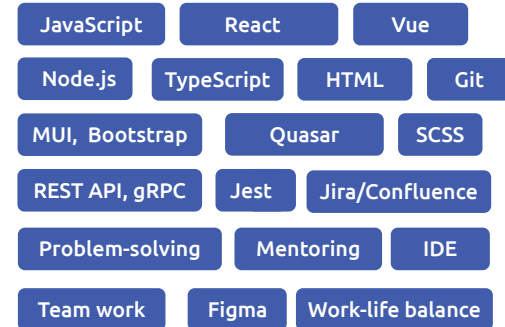 JavaScript React Vue
Node.js TypeScript HTML Git
MUI, Bootstrap Quasar SCSS
REST API, gRPC Jest Jira/Confluence
Problem-solving Mentoring IDE
Team work Figma Work-life balance